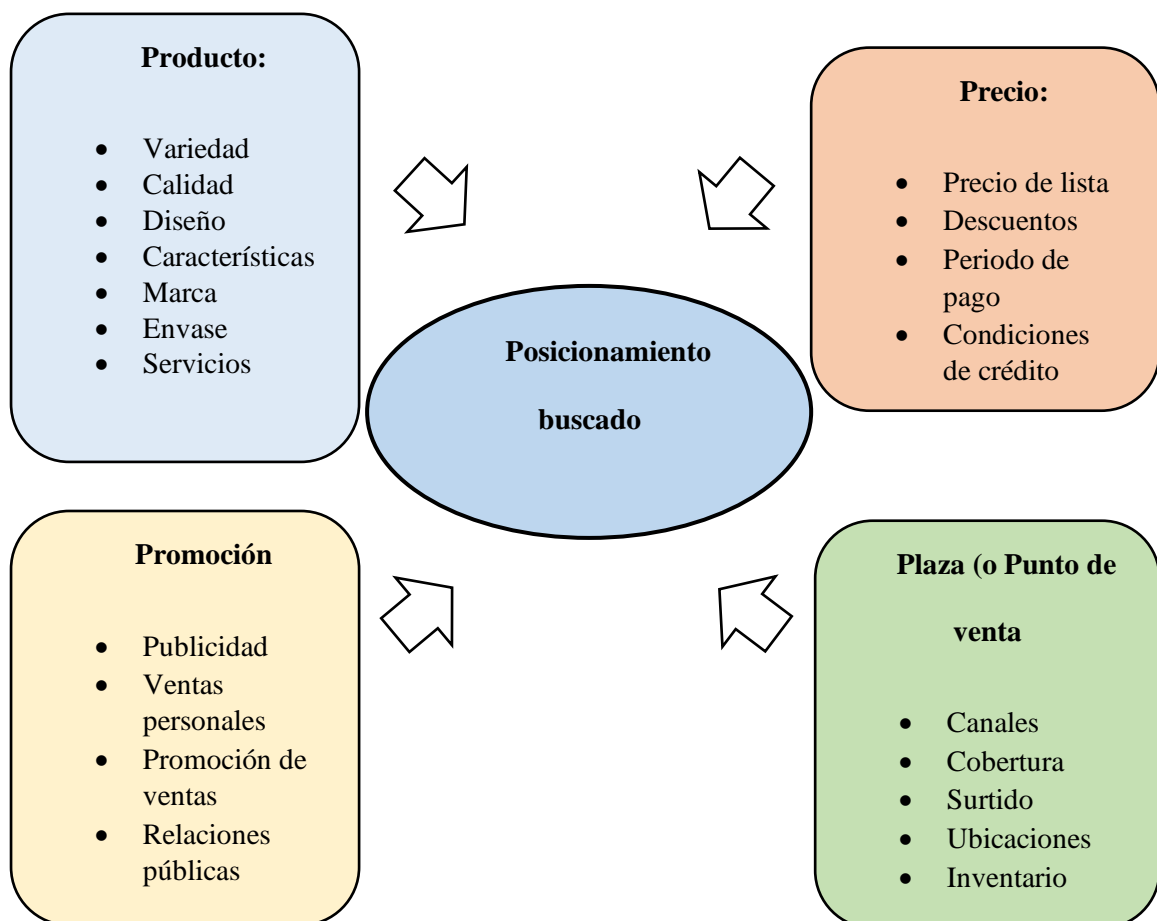 Producto:
• Variedad
• Calidad
• Diseño
• Características
• Marca
• Envase
• Servicios
Precio:
• Precio de lista
• Descuentos
• Periodo de
pago
• Condiciones
de crédito
Posicionamiento
buscado
Promoción
• Publicidad
• Ventas
personales
• Promoción de
ventas
• Relaciones
públicas
Plaza (o Punto de
venta
• Canales
• Cobertura
• Surtido
• Ubicaciones
• Inventario